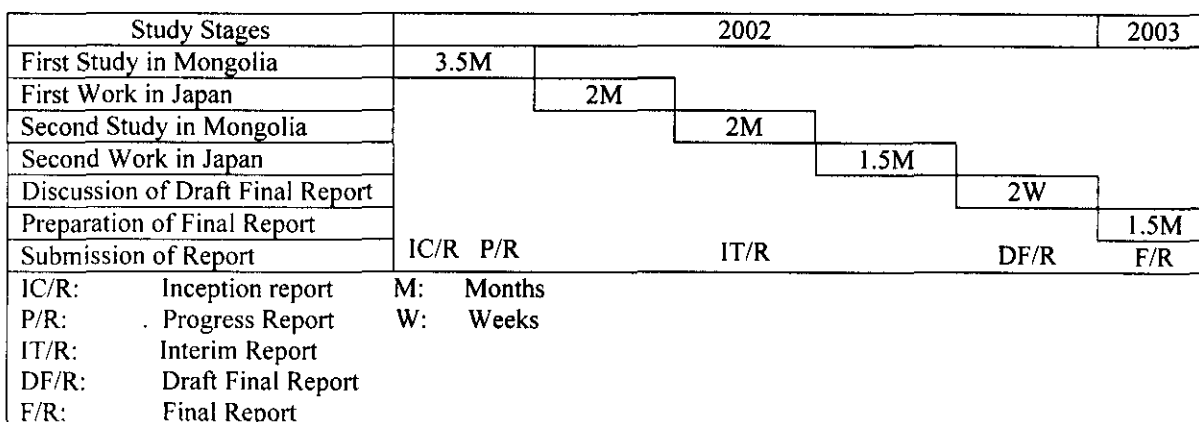 Study Stages 2002 2003
First Study in Mongolia 3.5M
First Work in Japan 2M
Second Study in Mongolia 2M
Second Work in Japan 1.5M
Discussion of Draft Final Report 2W
Preparation of Final Report 1.5M
Submission of Report IC/R P/R IT/R DF/R F/R
IC/R: Inception report M: Months
P/R: Progress Report W: Weeks
IT/R: Interim Report
DF/R: Draft Final Report
F/R: Final Report